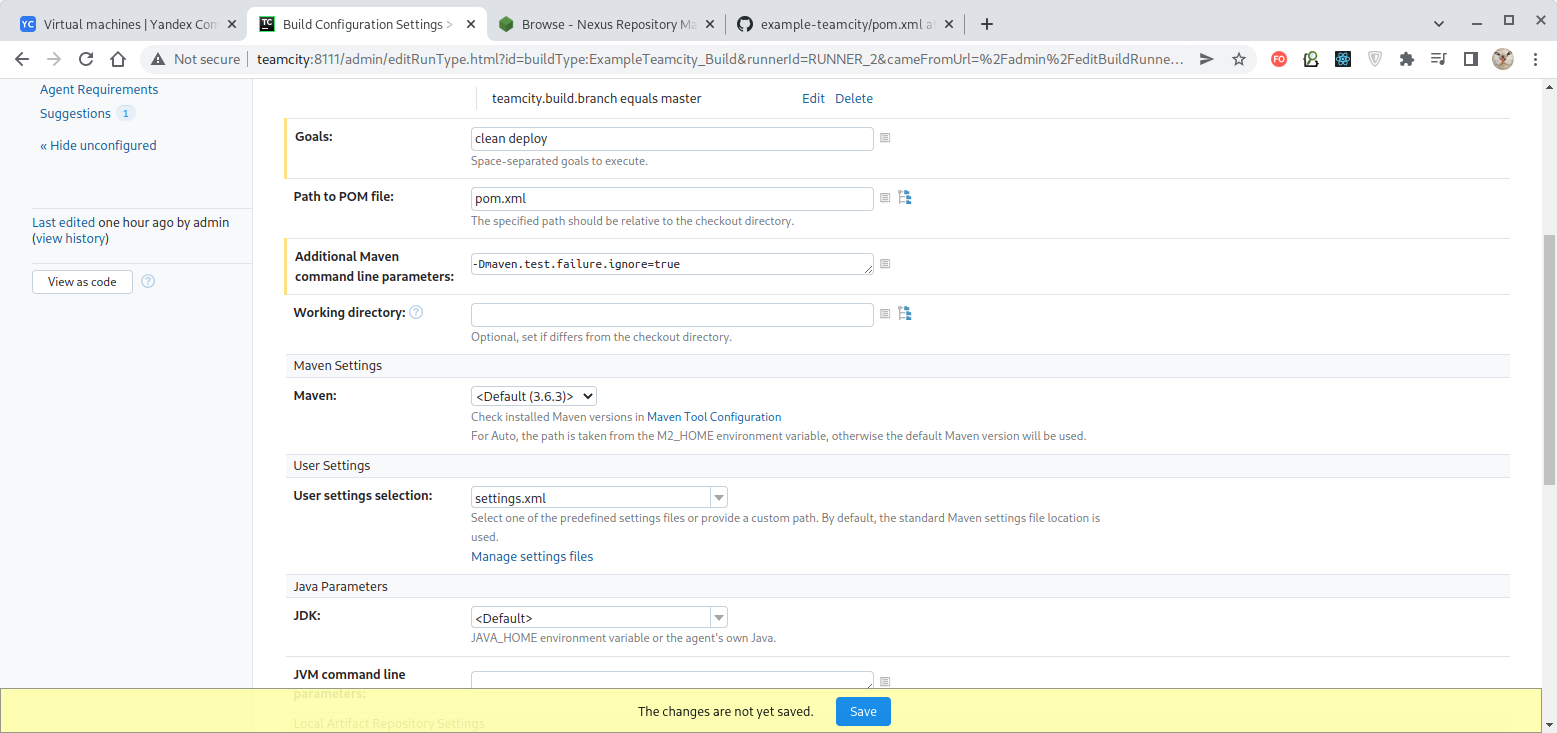 Virtual machines | Yandex Com
Build Configuration Settings >
Browse - Nexus Repository Ma
example-teamcity/pom.xml a
Not secure
teamcity:8111/admin/editRunType.html?id=buildType:ExampleTeamcity_Build&runnerId=RUNNER_2&cameFromUrl=%2Fadmin%2FeditBuildRunne...
Agent Requirements
Suggestions 1
« Hide unconfigured
Last edited one hour ago by admin
(view history)
View as code
teamcity.build.branch equals master
Edit Delete
Goals:
clean deploy
Space-separated goals to execute.
Path to POM file:
pom.xml
The specified path should be relative to the checkout directory.
Additional Maven
command line parameters:
-Dmaven.test.failure.ignore=true
Working directory:
Optional, set if differs from the checkout directory.
Maven Settings
Maven:
<Default (3.6.3)>
Check installed Maven versions in Maven Tool Configuration
For Auto, the path is taken from the M2_HOME environment variable, otherwise the default Maven version will be used.
User Settings
User settings selection:
settings.xml
Select one of the predefined settings files or provide a custom path. By default, the standard Maven settings file location is
used.
Manage settings files
Java Parameters
JDK:
<Default>
JAVA_HOME environment variable or the agent's own Java.
JVM command line
parameters:
The changes are not yet saved.
Save
Local Artifact Repository Settings